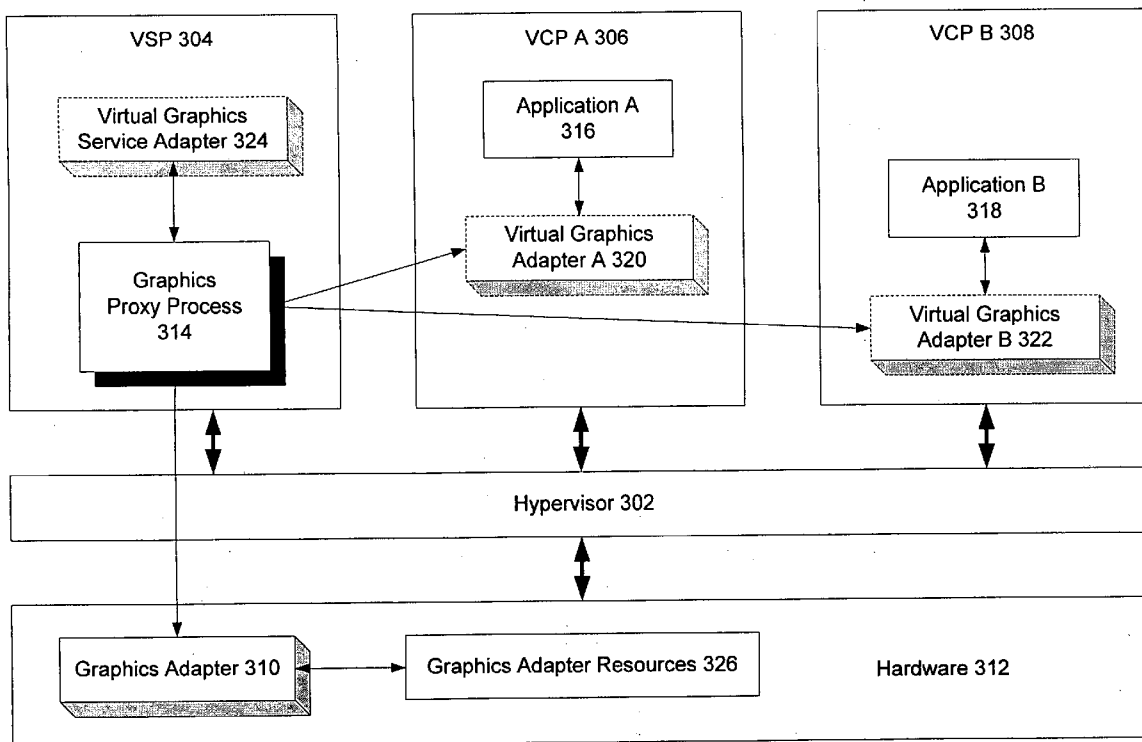 VSP 304
Virtual Graphics
Service Adapter 324
Graphics
Proxy Process
314
VCP A 306
Application A
316
Virtual Graphics
Adapter A 320
VCP B 308
Application B
318
Virtual Graphics
Adapter B 322
Hypervisor 302
Graphics Adapter 310
Graphics Adapter Resources 326
Hardware 312